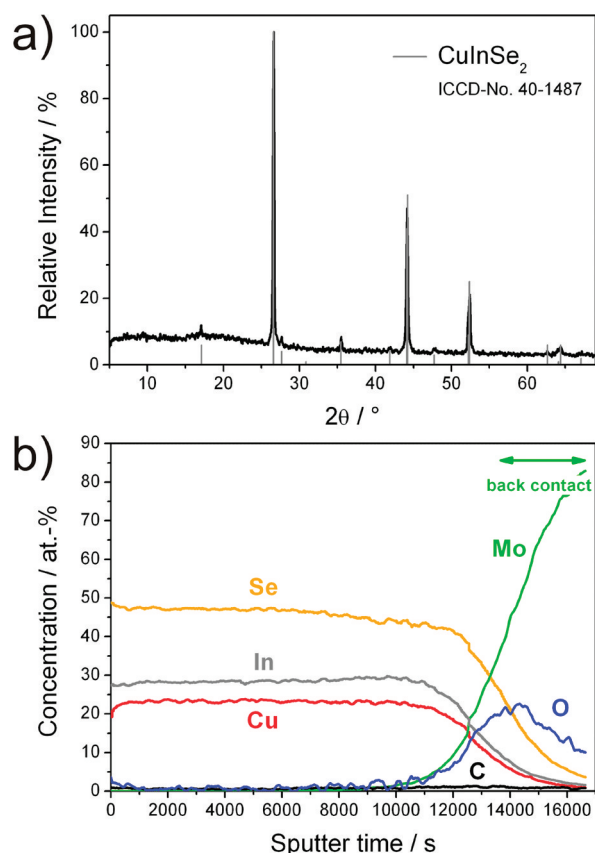 a)
100
80
60
40
20
0
Relative Intensity / %
CuInSe₂
ICCD-No. 40-1487
10
20
30
40
50
60
2θ / °
b)
90
80
70
60
50
40
30
20
10
0
Concentration / at.-%
back contact
Mo
Se
In
Cu
O
C
0
2000
4000
6000
8000
10000
12000
14000
16000
Sputter time / s